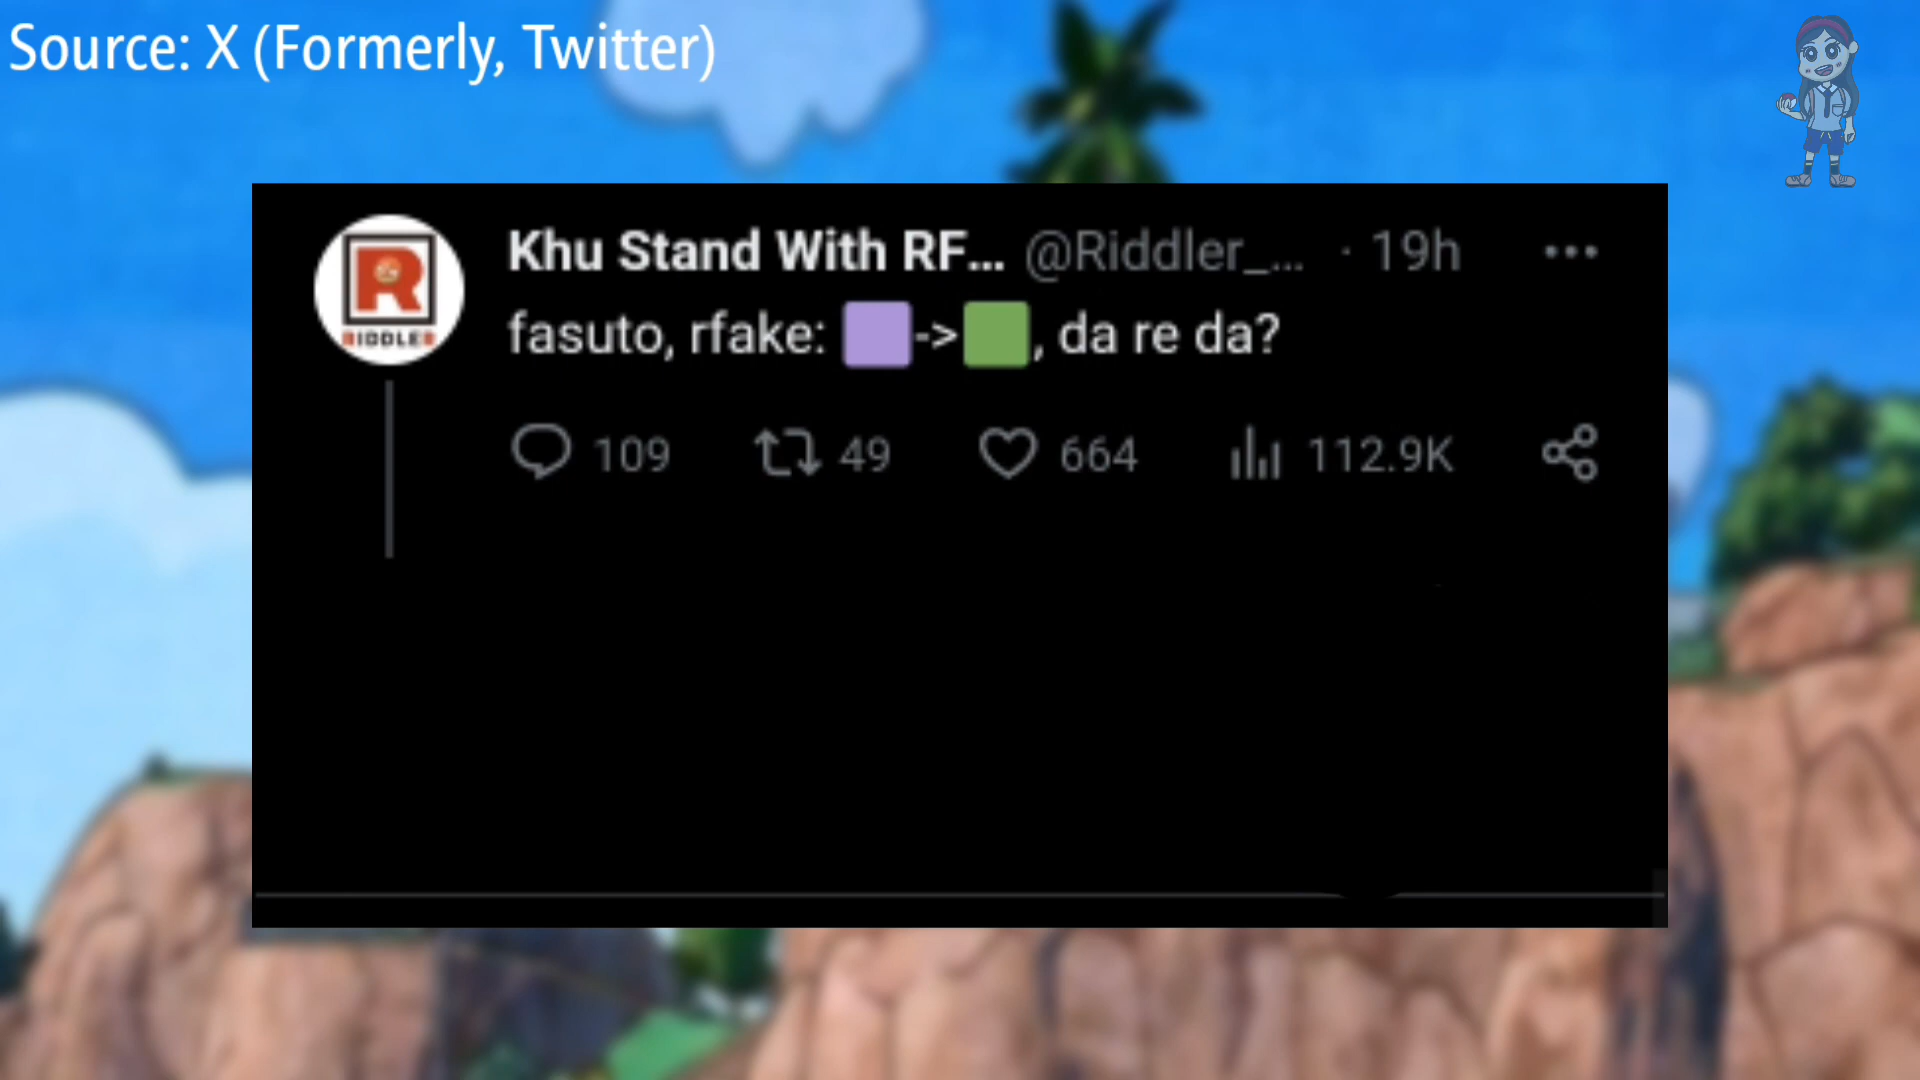 Source: X (Formerly, Twitter)
Khu Stand With RF... @Riddler_... · 19h
RIDDLER
fasuto, rfake: 🟪->🟩, da re da?
109 49 664 112.9K